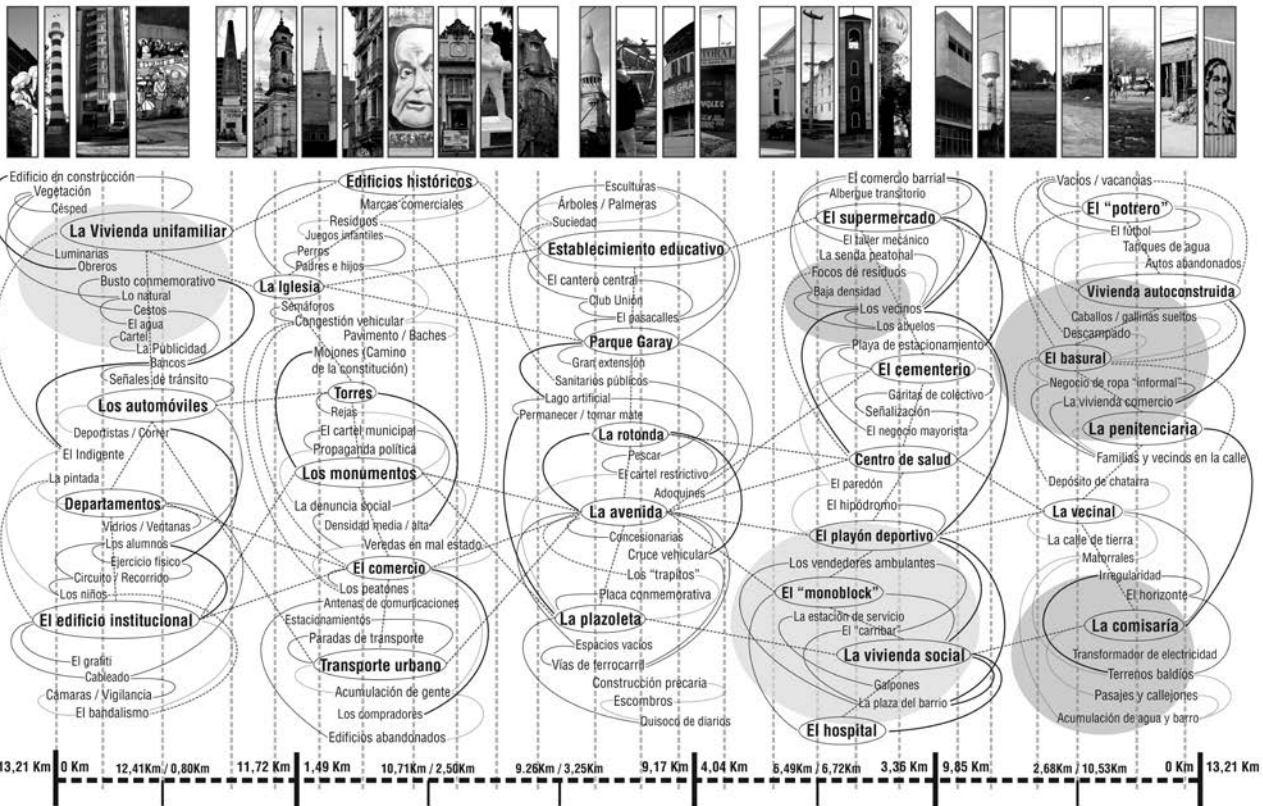 Edificio en construcción
Vegetación
Césped
La Vivienda unifamiliar
Luminarias
Obreros
Busto conmemorativo
Lo natural
Cestos
El agua
Cartel
La Publicidad
Bancos
Señales de tránsito
Los automóviles
Deportistas / Correr
El Indigente
La pintada
Departamentos
Vidrios / Ventanas
Los alumnos
Ejercicio físico
Circuito / Recorrido
Los niños
El edificio institucional
El grafiti
Cableado
Cámaras / Vigilancia
El bandalismo
Edificios históricos
Marcas comerciales
Residuos
Juegos infantiles
Perros
Padres e hijos
La Iglesia
Semáforos
Congestión vehicular
Pavimento / Baches
Mojones (Camino
de la constitución)
Torres
Rejas
El cartel municipal
Propaganda política
Los monumentos
La denuncia social
Densidad media / alta
Veredas en mal estado
El comercio
Los peatones
Antenas de comunicaciones
Estacionamientos
Paradas de transporte
Transporte urbano
Acumulación de gente
Los compradores
Edificios abandonados
Esculturas
Árboles / Palmeras
Suciedad
Establecimiento educativo
El cantero central
Club Unión
El pasacalles
Parque Garay
Gran extensión
Sanitarios públicos
Lago artificial
Permanecer / tomar mate
La rotonda
Pescar
El cartel restrictivo
Adoquines
La avenida
Concesionarias
Cruce vehicular
Los "trapitos"
Placa conmemorativa
La plazoleta
Espacios vacíos
Vías de ferrocarril
Construcción precaria
Escombros
Quisoco de diarios
El comercio barrial
Albergue transitorio
El supermercado
El taller mecánico
La senda peatonal
Focos de residuos
Baja densidad
Los vecinos
Los abuelos
Playa de estacionamiento
El cementerio
Garitas de colectivo
Señalización
El negocio mayorista
Centro de salud
El paredón
El hipódromo
El playón deportivo
Los vendedores ambulantes
El "monoblock"
La estación de servicio
El "carribar"
La vivienda social
Galpones
La plaza del barrio
El hospital
Vacíos / vacancias
El "potrero"
El fútbol
Tanques de agua
Autos abandonados
Vivienda autoconstruida
Caballos / gallinas sueltos
Descampado
El basural
Negocio de ropa "informal"
La vivienda comercio
La penitenciaria
Familias y vecinos en la calle
Depósito de chatarra
La vecinal
La calle de tierra
Matorrales
Irregularidad
El horizonte
La comisaría
Transformador de electricidad
Terrenos baldíos
Pasajes y callejones
Acumulación de agua y barro
13,21 Km 0 Km 12,41Km / 0,80Km 11,72 Km 1,49 Km 10,71Km / 2,50Km 9.26Km / 3,25Km 9,17 Km 4,04 Km 6,49Km / 6,72Km 3,36 Km 9,85 Km 2,68Km / 10,53Km 0 Km 13,21 Km